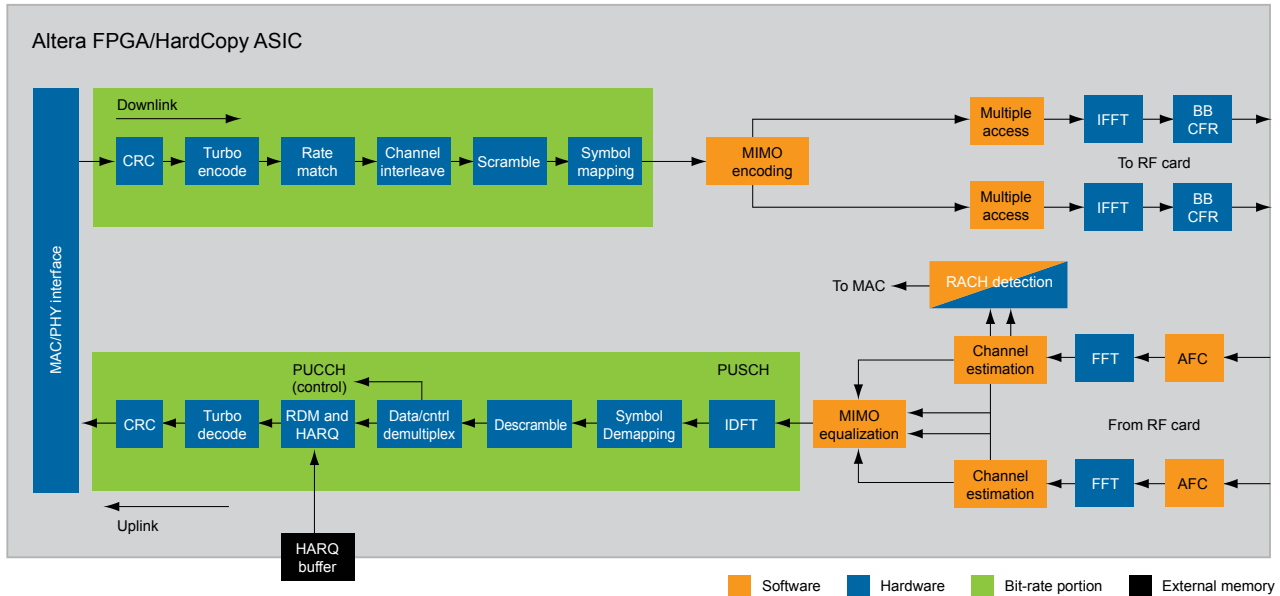 Altera FPGA/HardCopy ASIC
MAC/PHY interface
Downlink
CRC
Turbo
encode
Rate
match
Channel
interleave
Scramble
Symbol
mapping
MIMO
encoding
Multiple
access
IFFT
BB
CFR
To RF card
Multiple
access
IFFT
BB
CFR
To MAC
RACH detection
Channel
estimation
FFT
AFC
PUCCH
(control)
PUSCH
CRC
Turbo
decode
RDM and
HARQ
Data/cntrl
demultiplex
Descramble
Symbol
Demapping
IDFT
MIMO
equalization
From RF card
Channel
estimation
FFT
AFC
Uplink
HARQ
buffer
Software
Hardware
Bit-rate portion
External memory